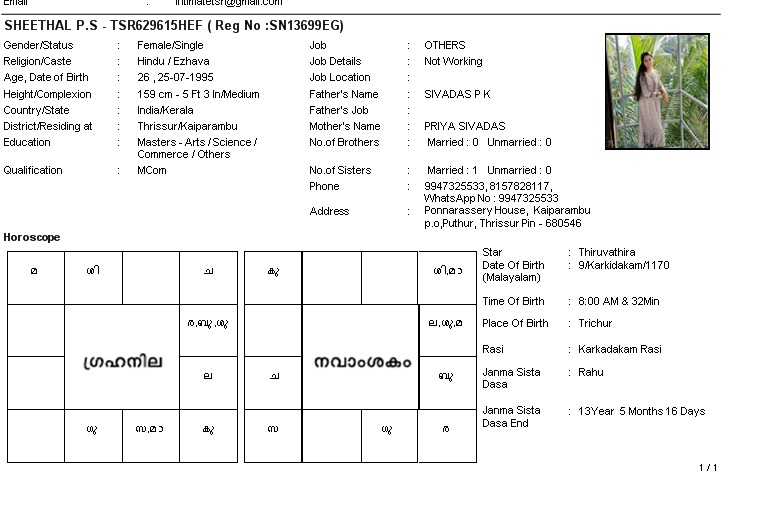 Email : intimatetsr@gmail.com
SHEETHAL P.S - TSR629615HEF ( Reg No :SN13699EG)
Gender/Status : Female/Single
Religion/Caste : Hindu / Ezhava
Age, Date of Birth : 26 , 25-07-1995
Height/Complexion : 159 cm - 5 Ft 3 In/Medium
Country/State : India/Kerala
District/Residing at : Thrissur/Kaiparambu
Education : Masters - Arts / Science /
Commerce / Others
Qualification : MCom
Job : OTHERS
Job Details : Not Working
Job Location :
Father's Name : SIVADAS P K
Father's Job :
Mother's Name : PRIYA SIVADAS
No.of Brothers : Married : 0 Unmarried : 0
No.of Sisters : Married : 1 Unmarried : 0
Phone : 9947325533, 8157828117,
WhatsApp No : 9947325533
Address : Ponnarassery House, Kaiparambu
p.o,Puthur, Thrissur Pin - 680546
Horoscope
മ ശി ച
ര,ബു,ശു
ഗ്രഹനില
ല
ഗു സ,മാ കു
കു ശി,മാ
ല,ശു,മ
നവാംശകം
ച ബു
സ ഗു ര
Star : Thiruvathira
Date Of Birth : 9/Karkidakam/1170
(Malayalam)
Time Of Birth : 8:00 AM & 32Min
Place Of Birth : Trichur
Rasi : Karkadakam Rasi
Janma Sista : Rahu
Dasa
Janma Sista : 13Year 5 Months 16 Days
Dasa End
1 / 1